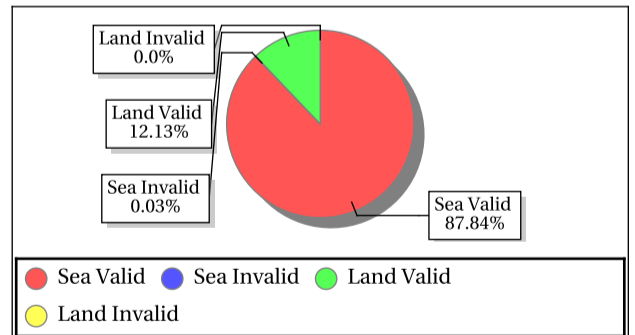 Land Invalid
0.0%
Land Valid
12.13%
Sea Invalid
0.03%
Sea Valid
87.84%
Sea Valid Sea Invalid Land Valid
Land Invalid